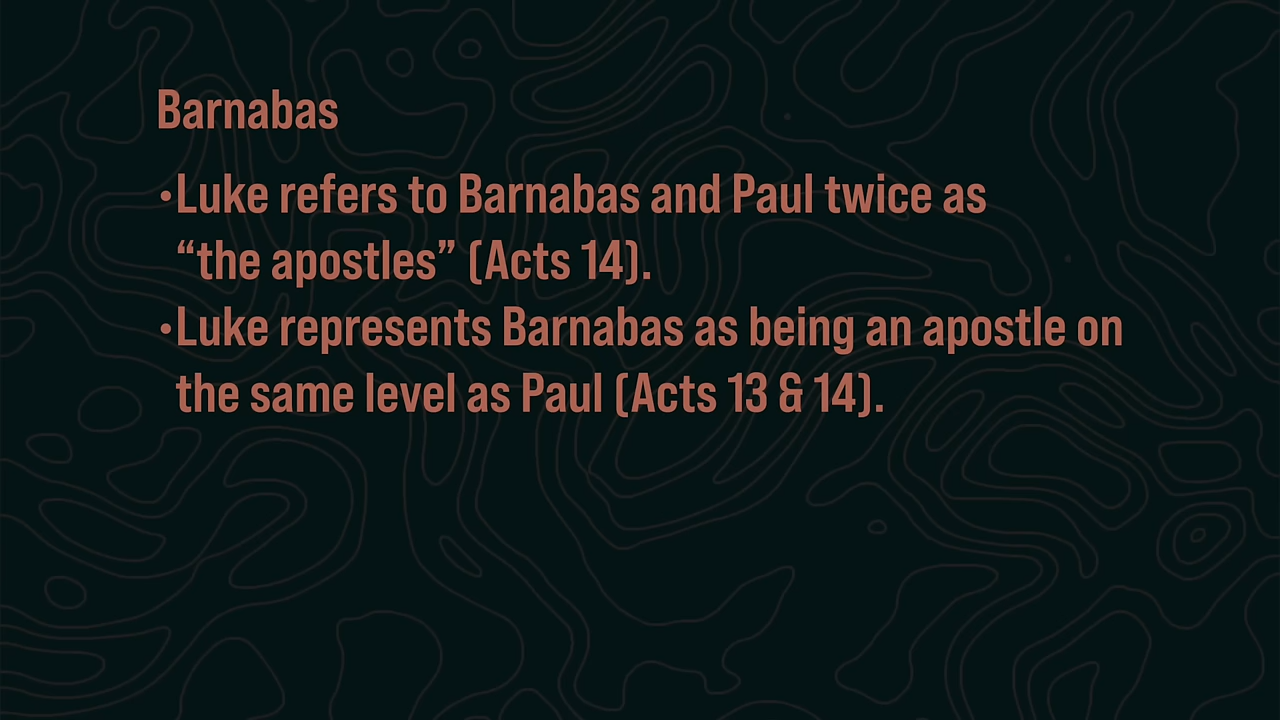 Barnabas
•Luke refers to Barnabas and Paul twice as
“the apostles” (Acts 14).
•Luke represents Barnabas as being an apostle on
the same level as Paul (Acts 13 & 14).